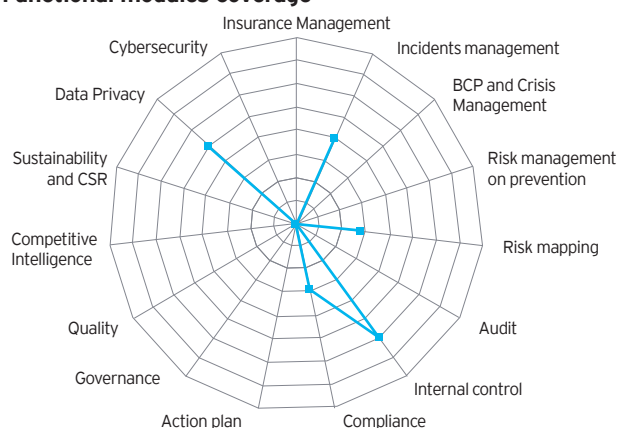 Functional modules coverage
Insurance Management
Cybersecurity
Incidents management
Data Privacy
BCP and Crisis
Management
Sustainability
and CSR
Risk management
on prevention
Competitive
Intelligence
Risk mapping
Quality
Audit
Governance
Internal control
Action plan
Compliance